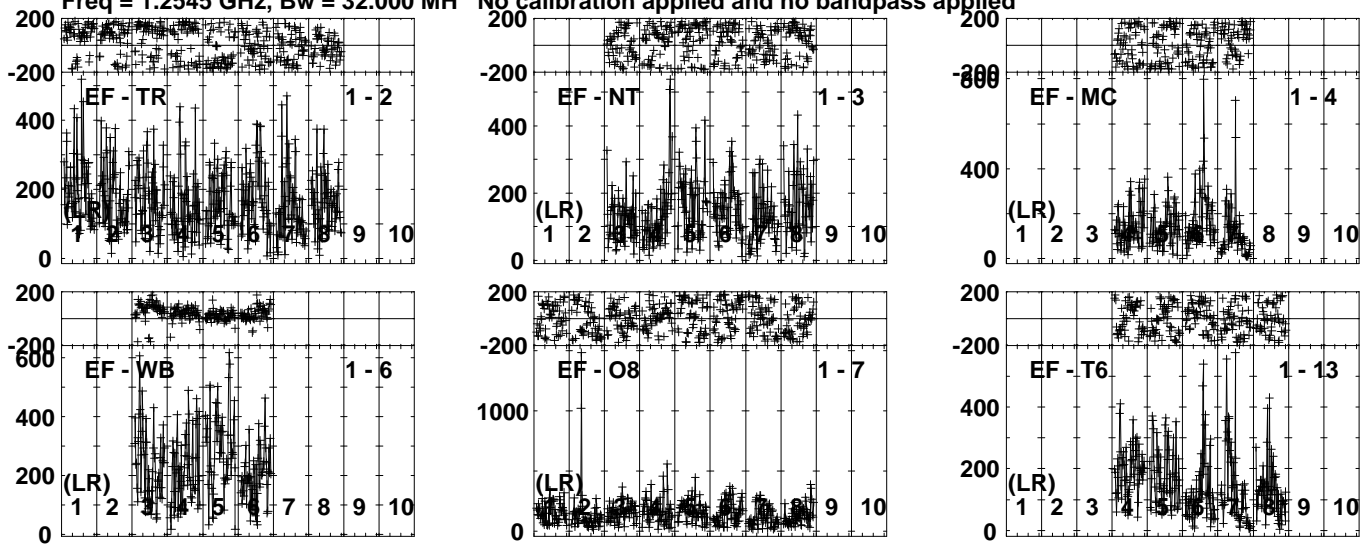 Freq = 1.2545 GHz, Bw = 32.000 MH No calibration applied and no bandpass applied
200
-200
EF - TR 1 - 2
400
200
(LR)
1 2 3 4 5 6 7 8 9 10
0
200
-200
EF - NT 1 - 3
400
200
(LR)
1 2 3 4 5 6 7 8 9 10
0
200
-200
800
EF - MC 1 - 4
400
(LR)
1 2 3 4 5 6 7 8 9 10
0
200
-200
600
EF - WB 1 - 6
400
200
(LR)
1 2 3 4 5 6 7 8 9 10
0
200
-200
EF - O8 1 - 7
1000
(LR)
1 2 3 4 5 6 7 8 9 10
0
200
-200
EF - T6 1 - 13
400
200
(LR)
1 2 3 4 5 6 7 8 9 10
0